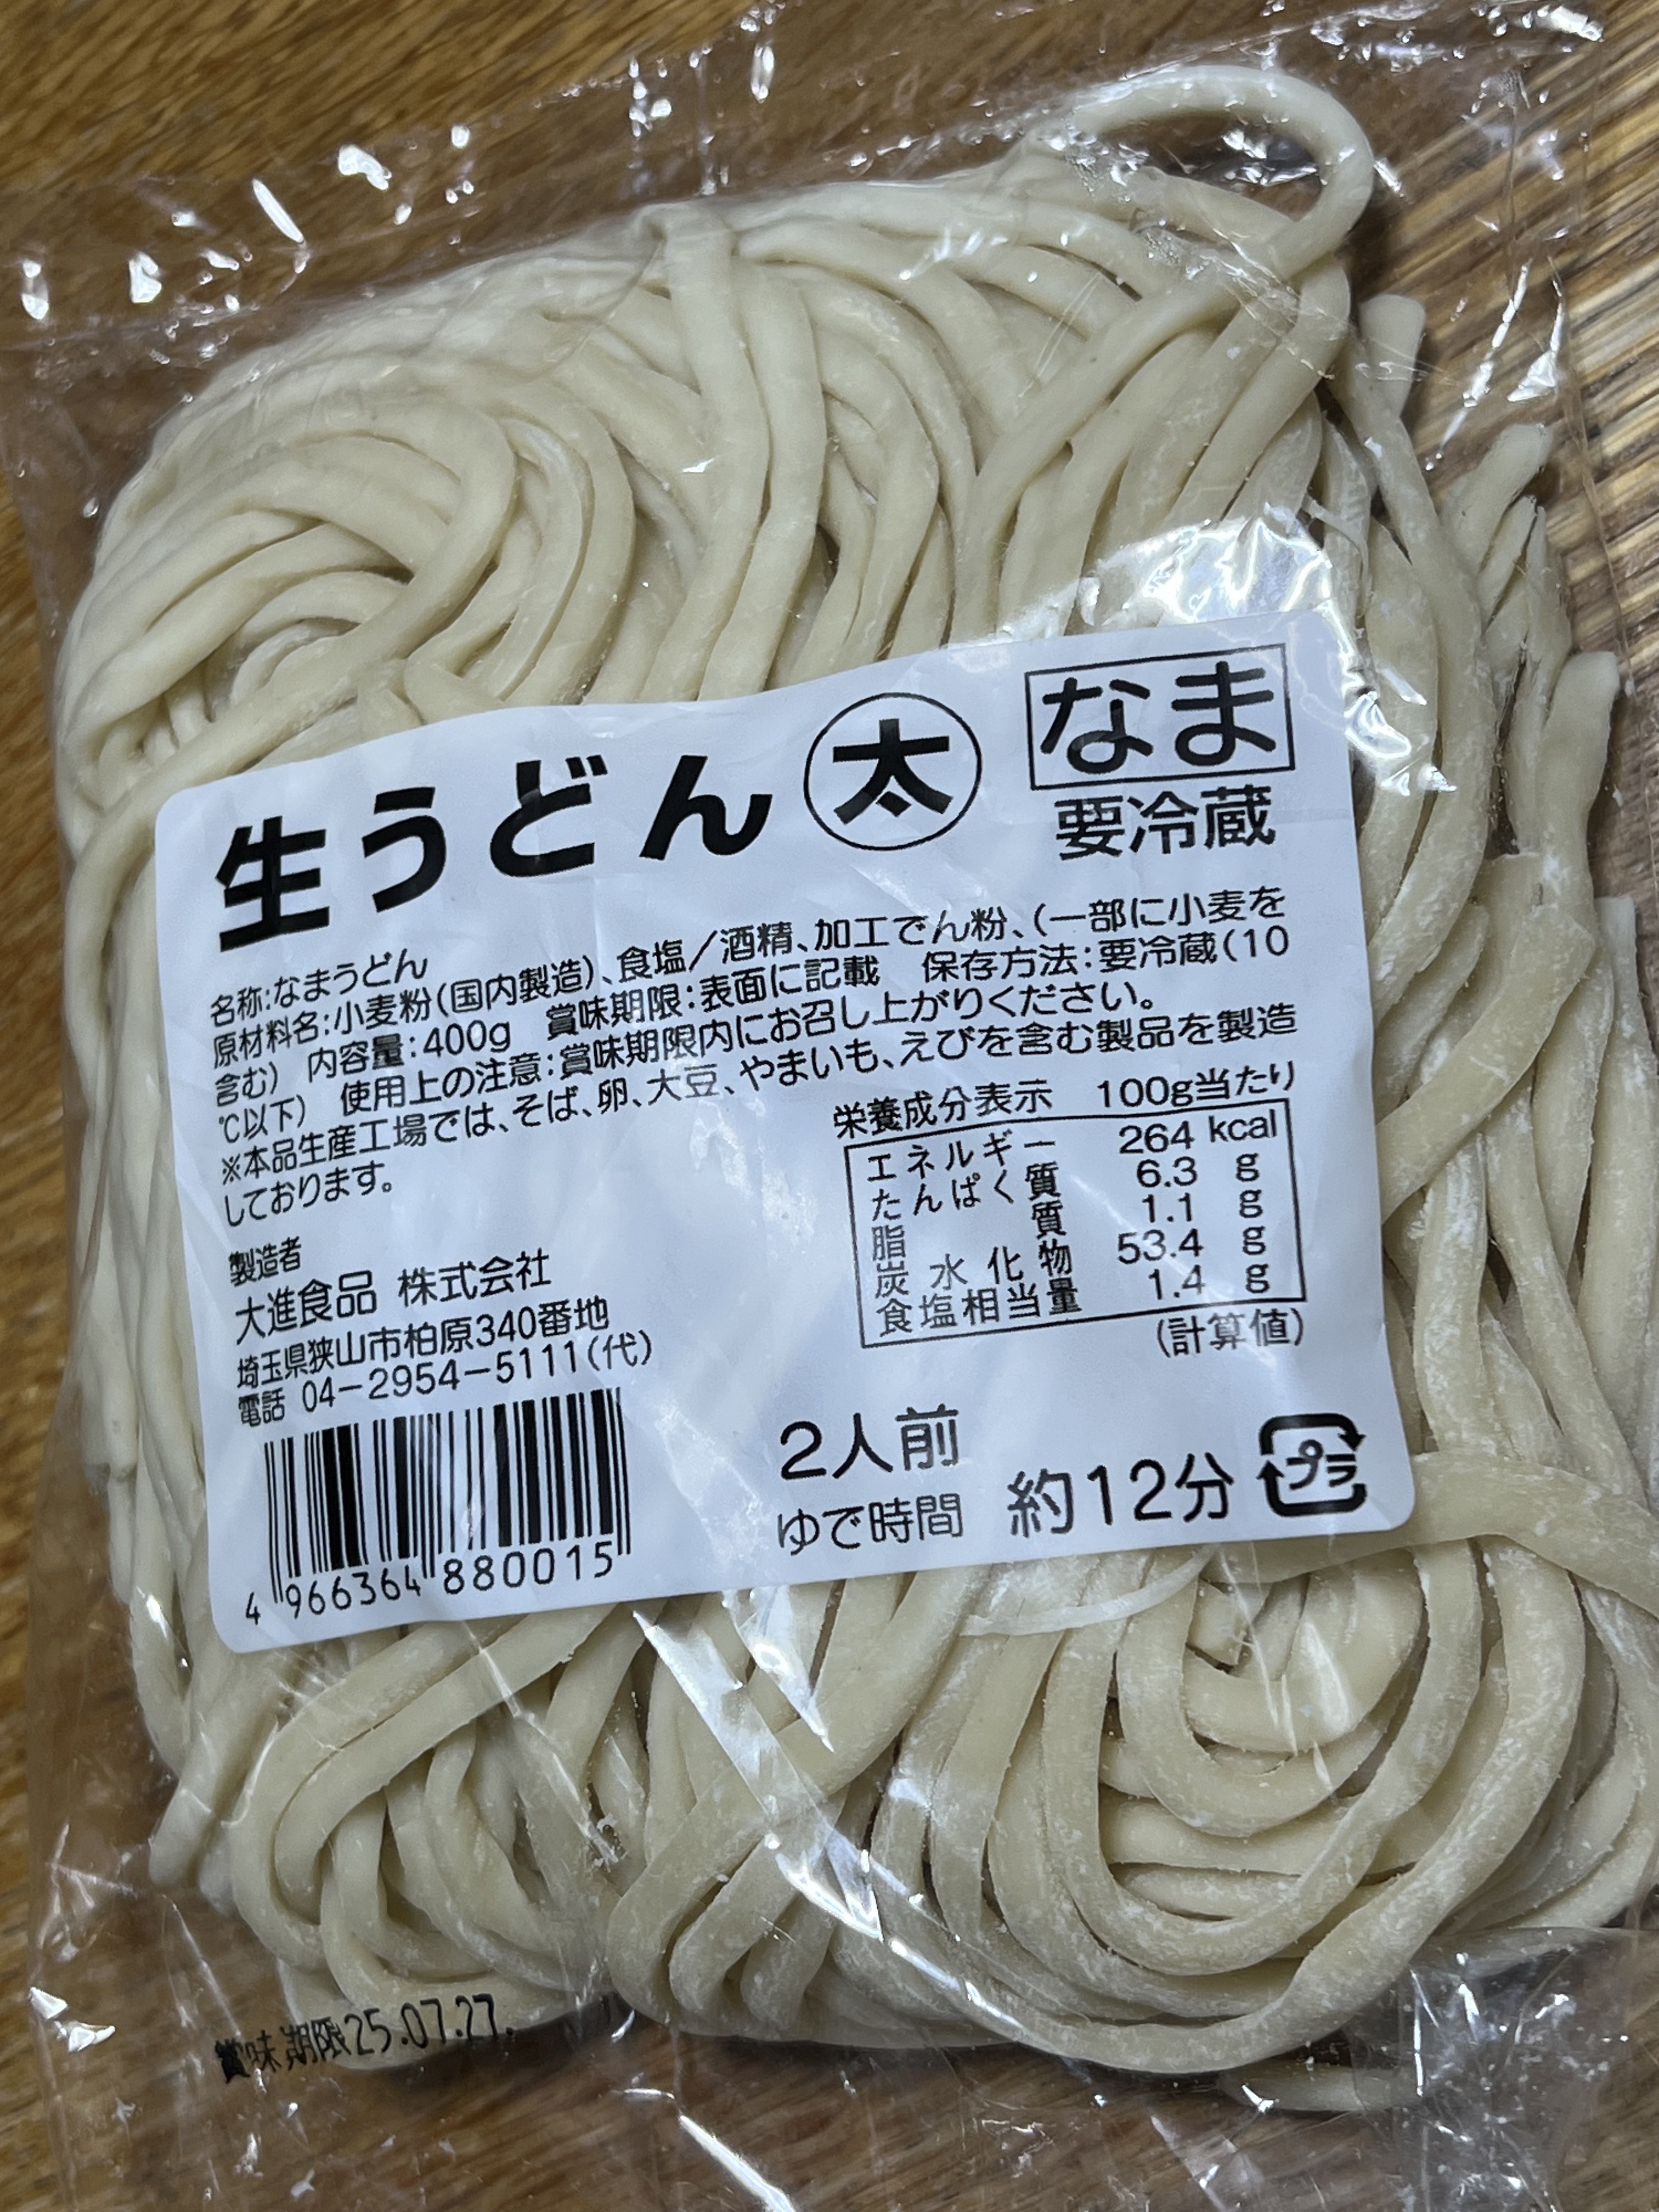 生うどん 太 なま
要冷蔵
名称:なまうどん
原材料名:小麦粉(国内製造)、食塩/酒精、加工でん粉、(一部に小麦を
含む) 内容量:400g 賞味期限:表面に記載 保存方法:要冷蔵(10
℃以下) 使用上の注意:賞味期限内にお召し上がりください。
※本品生産工場では、そば、卵、大豆、やまいも、えびを含む製品を製造
しております。
栄養成分表示 100g当たり
エネルギー 264 kcal
たんぱく質 6.3 g
脂質 1.1 g
炭水化物 53.4 g
食塩相当量 1.4 g
(計算値)
製造者
大進食品 株式会社
埼玉県狭山市柏原340番地
電話 04-2954-5111(代)
4 966364 880015
2人前
ゆで時間 約12分
プラ
賞味期限25.07.27.